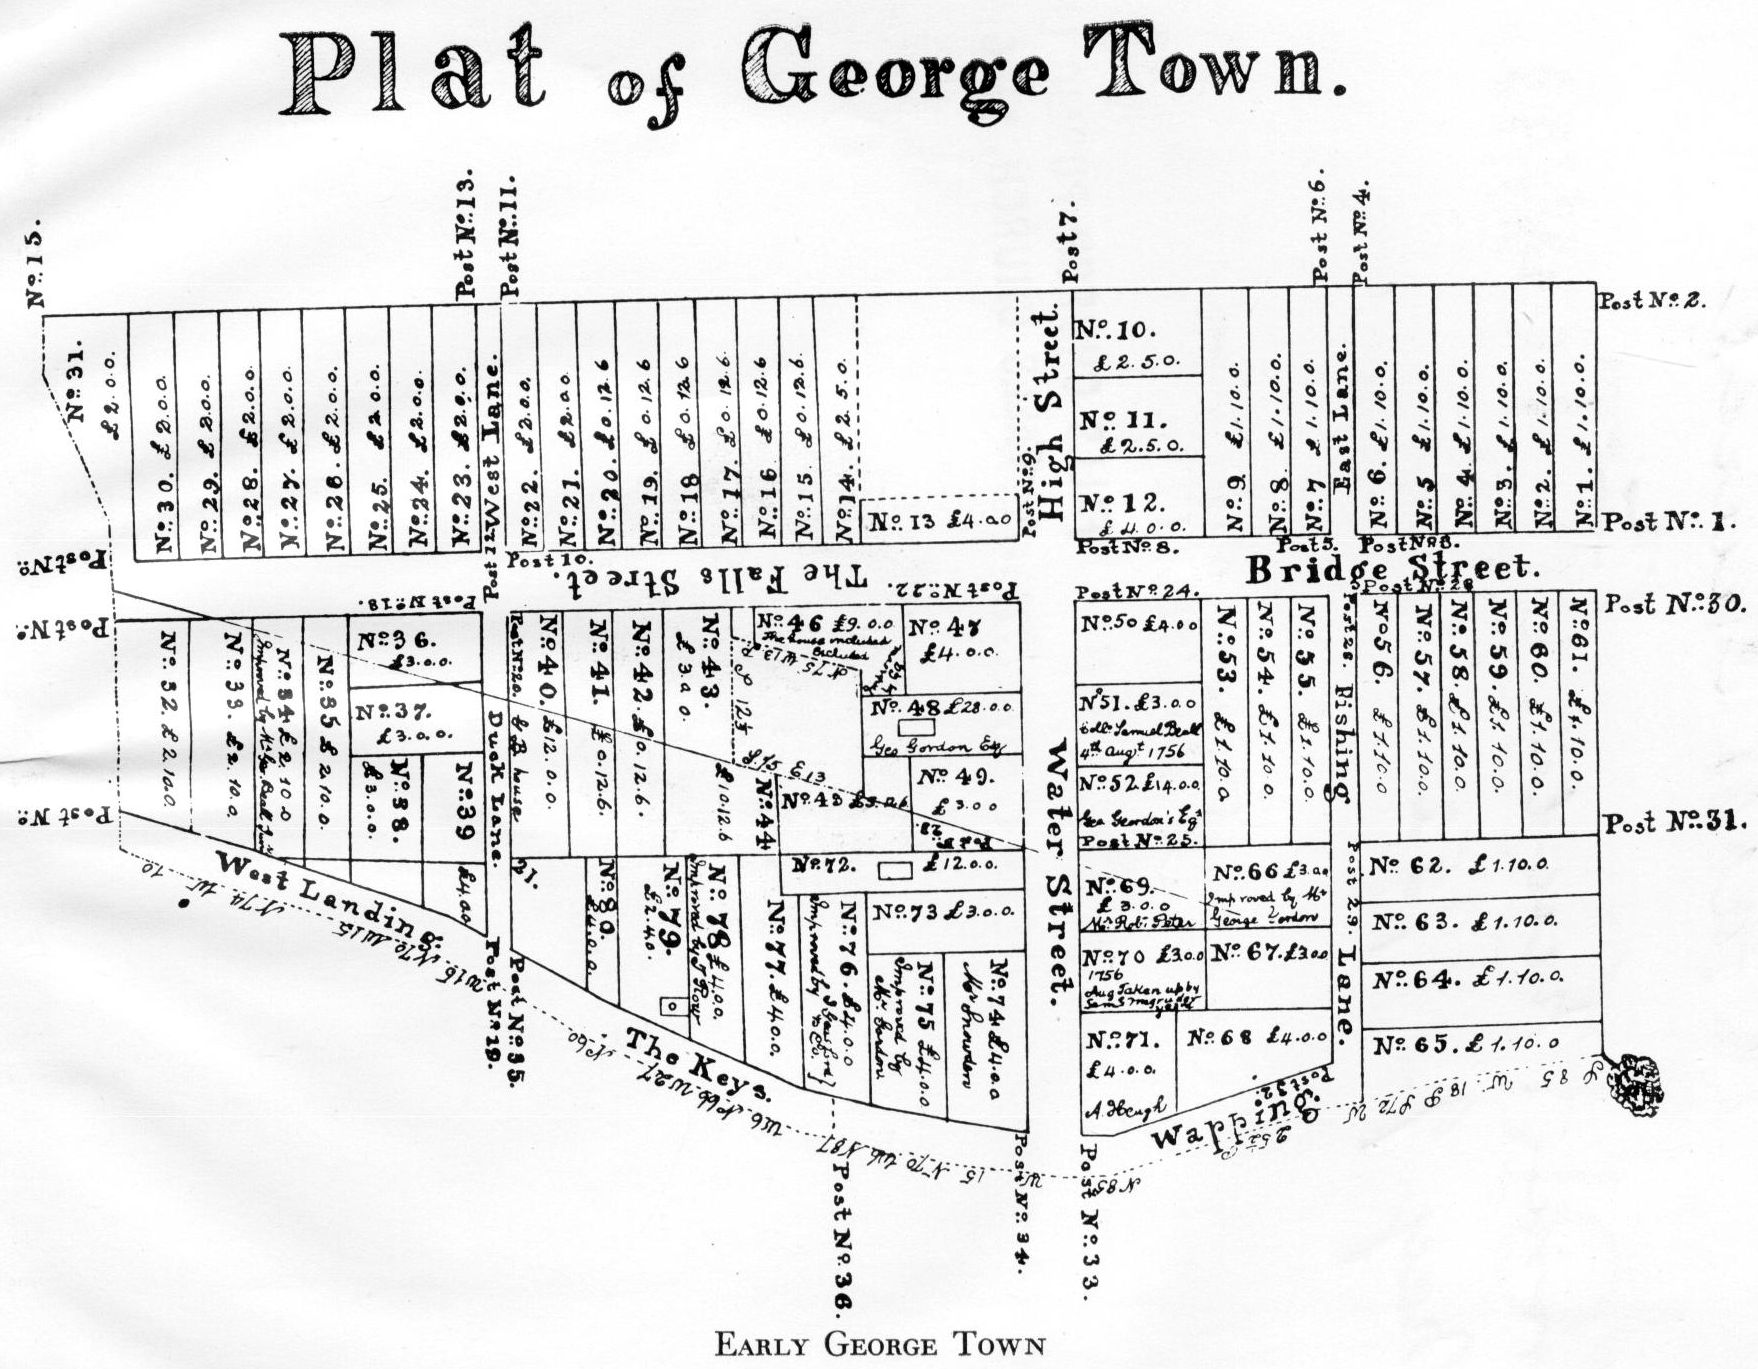 Plat of George Town.
No. 15.
Post No. 13.
Post No. 11.
Post 7.
Post No. 6.
Post No. 4.
Post No. 2.
No. 31. £2.0.0.
No. 30. £2.0.0
No. 29. £2.0.0.
No. 28. £2.0.0
No. 27. £2.0.0.
No. 26. £2.0.0.
No. 25. £2.0.0.
No. 24. £2.0.0.
No. 23. £2.0.0.
West Lane.
Post 12
No. 22. £2.0.0.
No. 21. £2.0.0
No. 20. £0.12.6
No. 19. £0.12.6
No. 18 £0.12.6
No. 17. £0.12.6.
No. 16 £0.12.6
No. 15. £0.12.6.
No. 14. £2.5.0.
No. 13 £4.0.0
Post No. 9.
High Street.
No. 10.
£2.5.0.
No. 11.
£2.5.0.
No. 12.
£4.0.0.
No. 9 £1.10.0.
No. 8. £1.10.0.
No. 7 £1.10.0.
East Lane.
No. 6. £1.10.0.
No. 5 £1.10.0.
No. 4 £1.10.0.
No. 3. £1.10.0.
No. 2. £1.10.0.
No. 1. £1.10.0.
Post No. 1.
Post No.
Post 10.
The Falls Street.
Post No. 8.
Post 5.
Bridge Street.
Post No. 18.
Post No. 22.
Post No. 24.
Post No. 28
Post No. 30.
Post No.
No. 32. £2.10.0
No. 33. £2.10.0
No. 34 £2.10.0
No. 35 £2.10.0.
No. 36.
£3.0.0.
No. 37.
£3.0.0.
No. 38.
£3.0.0.
No. 39
£4.0.0
Duck Lane.
Post No. 20.
No. 40. £12.0.0.
& B house
No. 41. £0.12.6.
No. 42. £0.12.6.
No. 43.
£3.0.0.
No. 44
£10.12.6
£75 E13
No. 46 £9.0.0
The house included
Excluded
N75 W13
No. 47
£4.0.0.
No. 48 £28.0.0
Geo Gordon Esq
No. 49.
£3.0.0
No. 50 £4.0.0
No. 51. £3.0.0
Coll. Samuel Beall
4th Augt 1756
No. 52 £14.0.0
Geo Gordon's Esqr
Post No. 25.
No. 53. £1.10.0
No. 54. £1.10.0.
No. 55. £1.10.0.
Fishing Lane.
No. 56. £1.10.0
No. 57. £1.10.0.
No. 58. £1.10.0.
No. 59. £1.10.0.
No. 60. £1.10.0.
No. 61. £1.10.0.
Post No. 31.
Post No.
West Landing.
Post No. 19.
21.
Post No. 35.
No. 80.
£4.0.0.
No. 79.
£2.4.0.
No. 78 £4.0.0.
No. 77 £4.0.0.
No. 76. £4.0.0
Improved by
No. 72.
£12.0.0.
No. 73 £3.0.0.
No. 75 £4.0.0
Improved by
Mr. Gordon
No. 74 £4.0.0
Mr Snowden
Water Street.
No. 69.
£3.0.0
Mr. Rob. Peter
No. 66 £3.0.0
Improved by Mr
George Gordon
No. 70 £3.0.0
1756
Aug Taken up by
No. 67. £3.0.0
No. 71.
£4.0.0.
A. Heugh
No. 68 £4.0.0
Post 29.
No. 62. £1.10.0.
No. 63. £1.10.0.
No. 64. £1.10.0.
No. 65. £1.10.0
The Keys.
Wapping.
Post 32.
N74 W 10
N60
N87
N70
15
N85
Post No. 36.
Post No. 34.
Post No. 33.
Early George Town